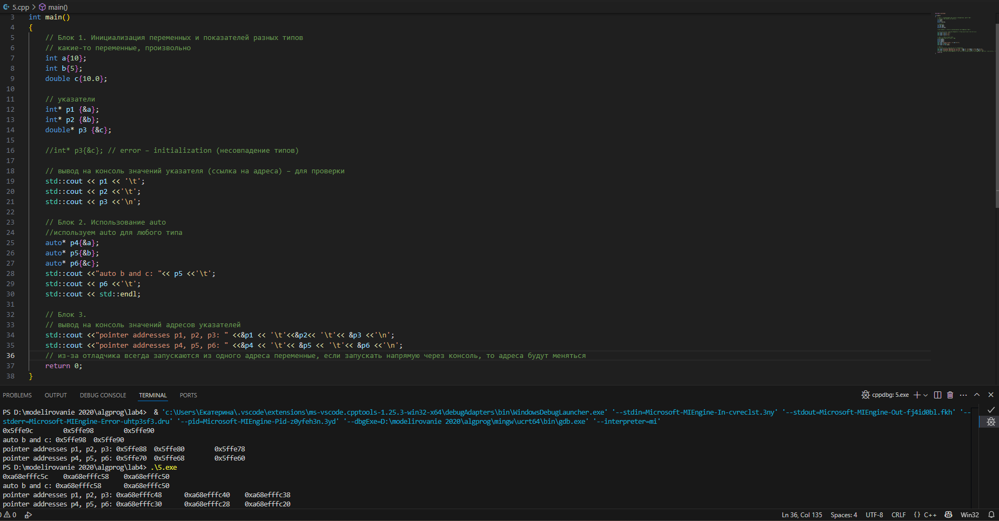 5.cpp > main()
3 int main()
4 {
5 // Блок 1. Инициализация переменных и показателей разных типов
6 // какие-то переменные, произвольно
7 int a{10};
8 int b{5};
9 double c{10.0};
10
11 // указатели
12 int* p1 {&a};
13 int* p2 {&b};
14 double* p3 {&c};
15
16 //int* p3{&c}; // error – initialization (несовпадение типов)
17
18 // вывод на консоль значений указателя (ссылка на адреса) – для проверки
19 std::cout << p1 << '\t';
20 std::cout << p2 <<'\t';
21 std::cout << p3 <<'\n';
22
23 // Блок 2. Использование auto
24 //используем auto для любого типа
25 auto* p4{&a};
26 auto* p5{&b};
27 auto* p6{&c};
28 std::cout <<"auto b and c: "<< p5 <<'\t';
29 std::cout << p6 <<'\t';
30 std::cout << std::endl;
31
32 // Блок 3.
33 // вывод на консоль значений адресов указателей
34 std::cout <<"pointer addresses p1, p2, p3: " <<&p1 << '\t'<<&p2<< '\t'<< &p3 <<'\n';
35 std::cout <<"pointer addresses p4, p5, p6: " <<&p4 << '\t'<< &p5 << '\t'<< &p6 <<'\n';
36 // из-за отладчика всегда запускаются из одного адреса переменные, если запускать напрямую через консоль, то адреса будут меняться
37 return 0;
38 }
PROBLEMS OUTPUT DEBUG CONSOLE TERMINAL PORTS cppdbg: 5.exe
PS D:\modelirovanie 2020\algprog\lab4> & 'c:\Users\Екатерина\.vscode\extensions\ms-vscode.cpptools-1.25.3-win32-x64\debugAdapters\bin\WindowsDebugLauncher.exe' '--stdin=Microsoft-MIEngine-In-cvreclst.3ny' '--stdout=Microsoft-MIEngine-Out-fj4id0bl.fkh' '--
stderr=Microsoft-MIEngine-Error-uhtp3sf3.dru' '--pid=Microsoft-MIEngine-Pid-z0yfeh3n.3yd' '--dbgExe=D:\modelirovanie 2020\algprog\mingw\ucrt64\bin\gdb.exe' '--interpreter=mi'
0x5ffe9c 0x5ffe98 0x5ffe90
auto b and c: 0x5ffe98 0x5ffe90
pointer addresses p1, p2, p3: 0x5ffe88 0x5ffe80 0x5ffe78
pointer addresses p4, p5, p6: 0x5ffe70 0x5ffe68 0x5ffe60
PS D:\modelirovanie 2020\algprog\lab4> .\5.exe
0xa68efffc5c 0xa68efffc58 0xa68efffc50
auto b and c: 0xa68efffc58 0xa68efffc50
pointer addresses p1, p2, p3: 0xa68efffc48 0xa68efffc40 0xa68efffc38
pointer addresses p4, p5, p6: 0xa68efffc30 0xa68efffc28 0xa68efffc20
0 Ln 36, Col 135 Spaces: 4 UTF-8 CRLF {} C++ Win32